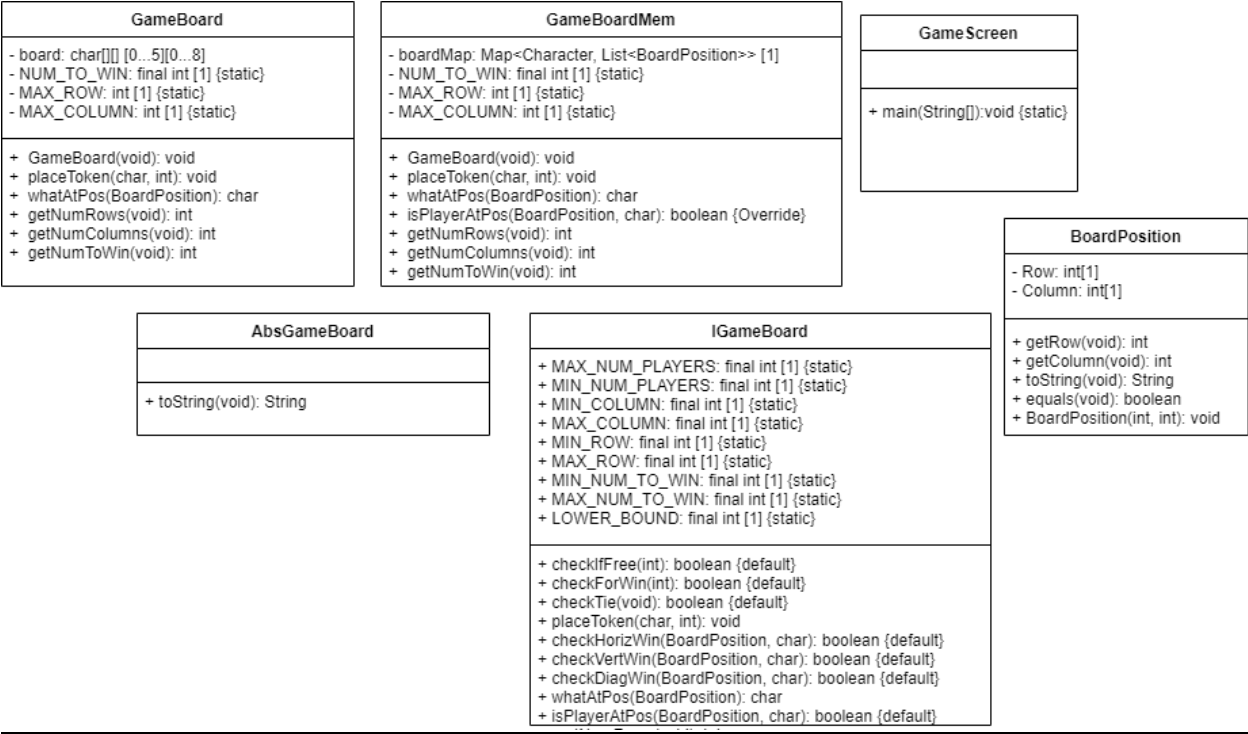 GameBoard
- board: char[][] [0...5][0...8]
- NUM_TO_WIN: final int [1] {static}
- MAX_ROW: int [1] {static}
- MAX_COLUMN: int [1] {static}
+ GameBoard(void): void
+ placeToken(char, int): void
+ whatAtPos(BoardPosition): char
+ getNumRows(void): int
+ getNumColumns(void): int
+ getNumToWin(void): int
GameBoardMem
- boardMap: Map<Character, List<BoardPosition>> [1]
- NUM_TO_WIN: final int [1] {static}
- MAX_ROW: int [1] {static}
- MAX_COLUMN: int [1] {static}
+ GameBoard(void): void
+ placeToken(char, int): void
+ whatAtPos(BoardPosition): char
+ isPlayerAtPos(BoardPosition, char): boolean {Override}
+ getNumRows(void): int
+ getNumColumns(void): int
+ getNumToWin(void): int
GameScreen
+ main(String[]):void {static}
BoardPosition
- Row: int[1]
- Column: int[1]
+ getRow(void): int
+ getColumn(void): int
+ toString(void): String
+ equals(void): boolean
+ BoardPosition(int, int): void
AbsGameBoard
+ toString(void): String
IGameBoard
+ MAX_NUM_PLAYERS: final int [1] {static}
+ MIN_NUM_PLAYERS: final int [1] {static}
+ MIN_COLUMN: final int [1] {static}
+ MAX_COLUMN: final int [1] {static}
+ MIN_ROW: final int [1] {static}
+ MAX_ROW: final int [1] {static}
+ MIN_NUM_TO_WIN: final int [1] {static}
+ MAX_NUM_TO_WIN: final int [1] {static}
+ LOWER_BOUND: final int [1] {static}
+ checkIfFree(int): boolean {default}
+ checkForWin(int): boolean {default}
+ checkTie(void): boolean {default}
+ placeToken(char, int): void
+ checkHorizWin(BoardPosition, char): boolean {default}
+ checkVertWin(BoardPosition, char): boolean {default}
+ checkDiagWin(BoardPosition, char): boolean {default}
+ whatAtPos(BoardPosition): char
+ isPlayerAtPos(BoardPosition, char): boolean {default}